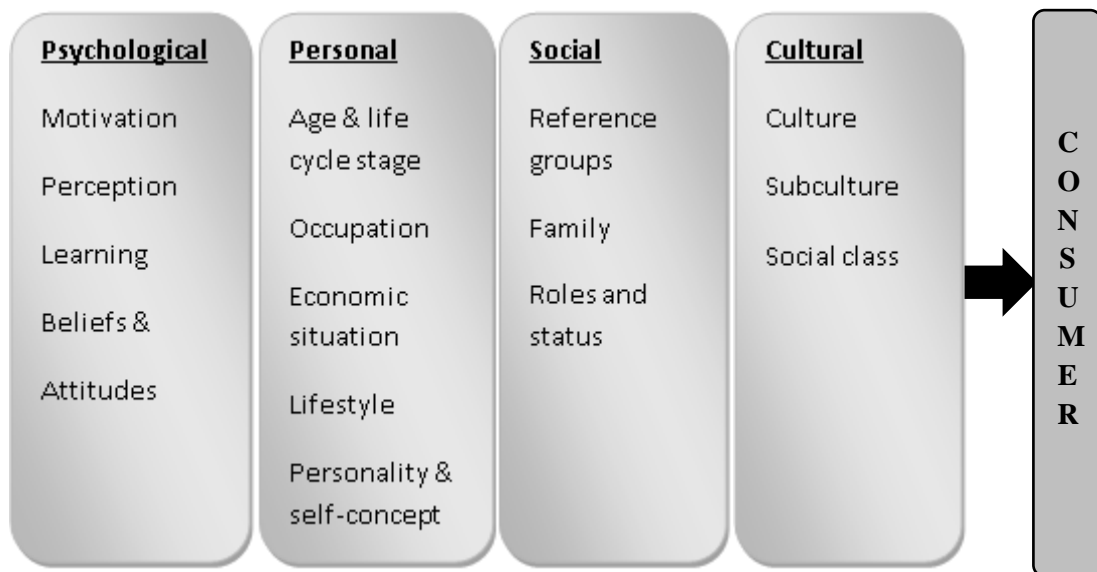 Psychological
Motivation
Perception
Learning
Beliefs &
Attitudes
Personal
Age & life
cycle stage
Occupation
Economic
situation
Lifestyle
Personality &
self-concept
Social
Reference
groups
Family
Roles and
status
Cultural
Culture
Subculture
Social class
C
O
N
S
U
M
E
R